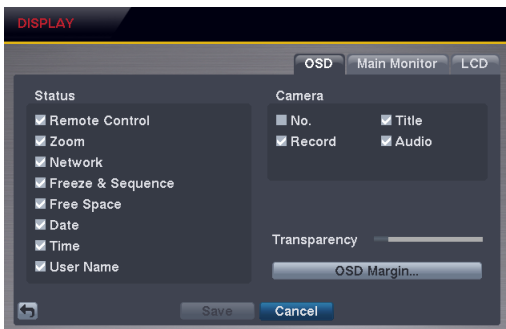 DISPLAY
OSD Main Monitor LCD
Status
Remote Control
Zoom
Network
Freeze & Sequence
Free Space
Date
Time
User Name
Camera
No. Title
Record Audio
Transparency
OSD Margin...
Save Cancel